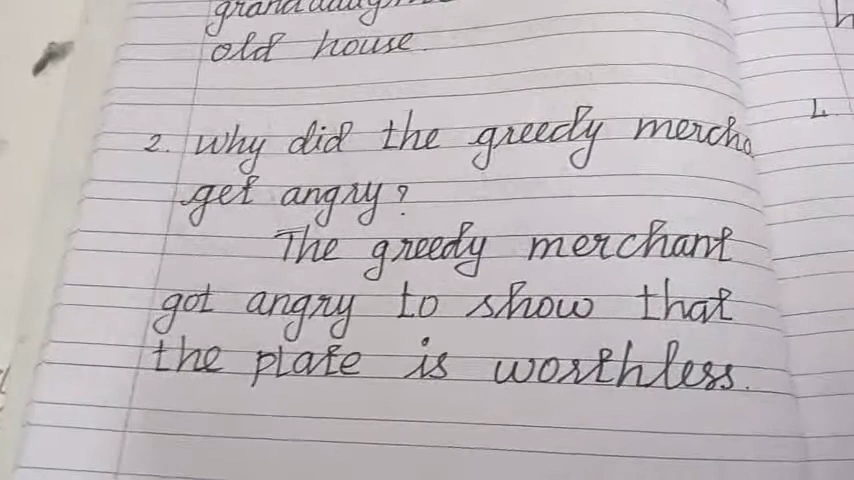 old house.
2. Why did the greedy
get angry?
The greedy merchant
got angry to show that
the plate is worthless.